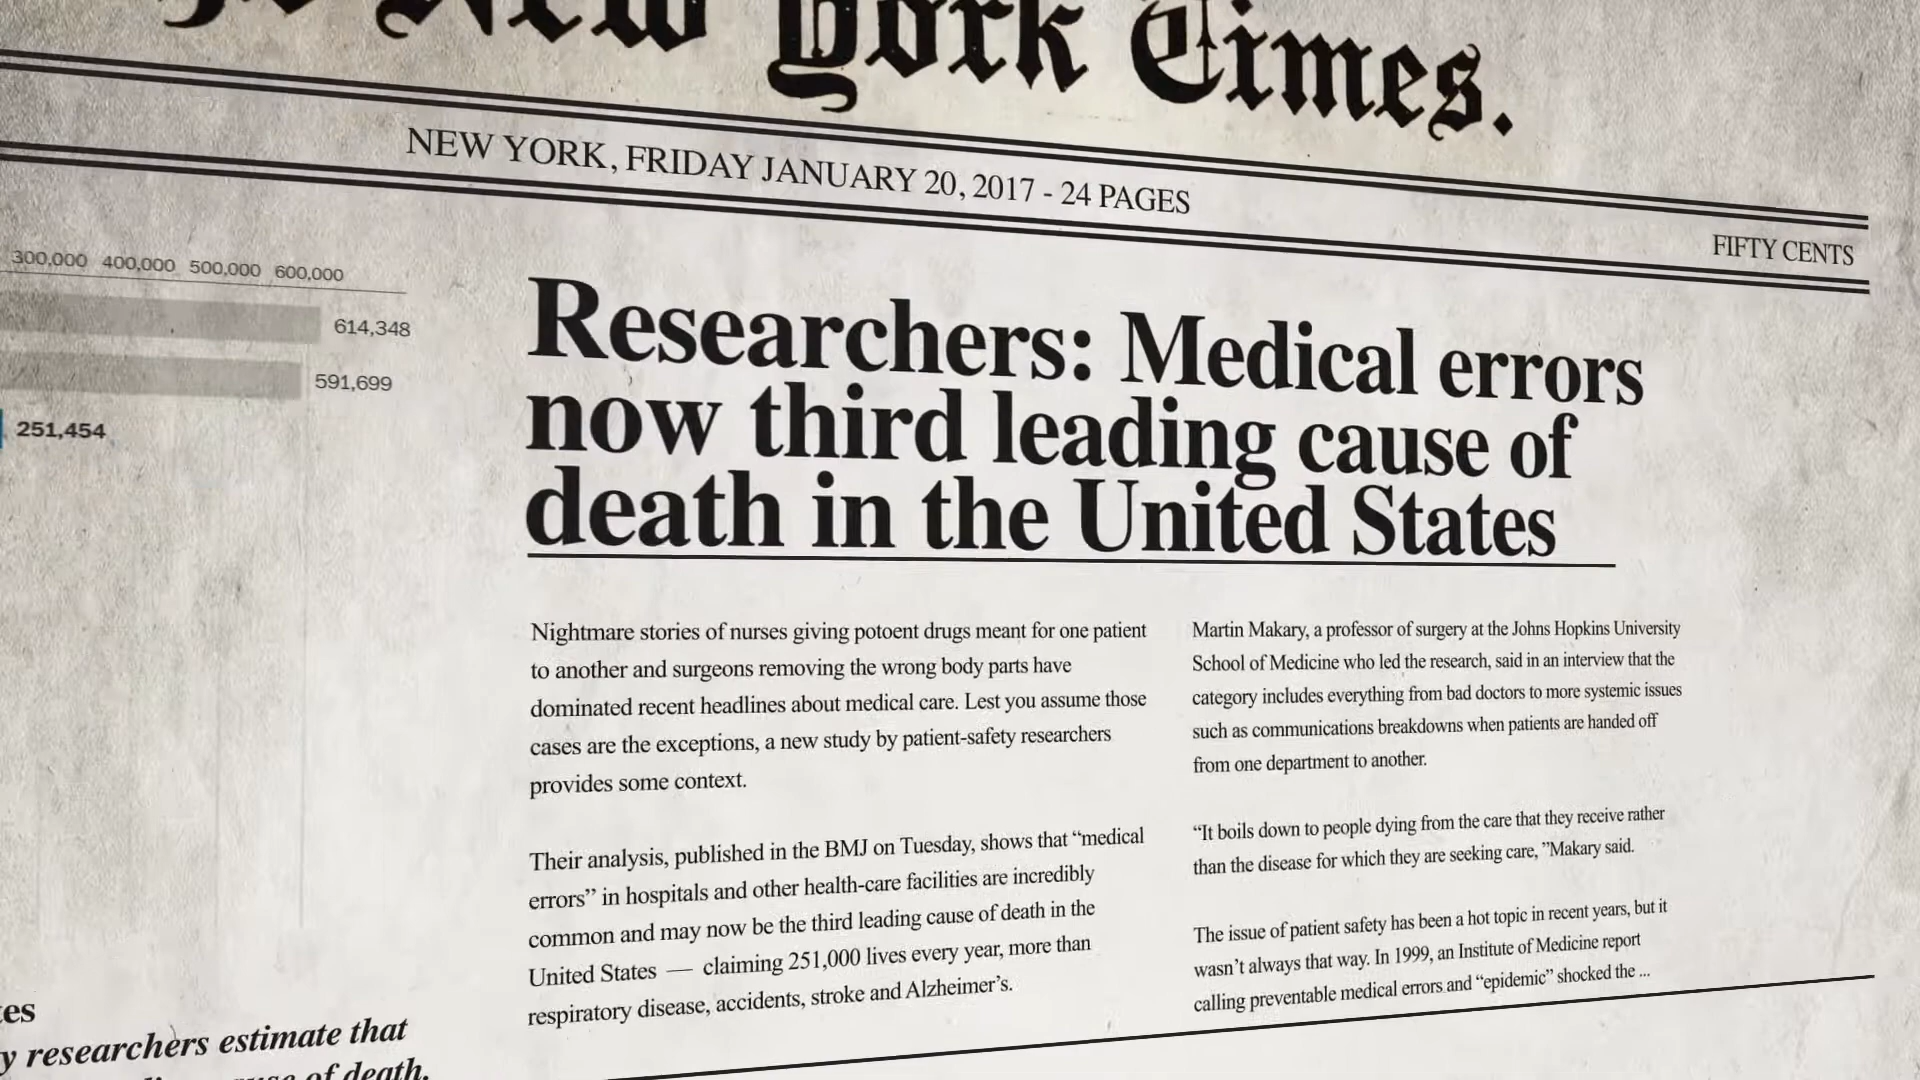 New York Times.
NEW YORK, FRIDAY JANUARY 20, 2017 - 24 PAGES
FIFTY CENTS
300,000 400,000 500,000 600,000
614,348
591,699
251,454
Researchers: Medical errors
now third leading cause of
death in the United States
Nightmare stories of nurses giving potoent drugs meant for one patient
to another and surgeons removing the wrong body parts have
dominated recent headlines about medical care. Lest you assume those
cases are the exceptions, a new study by patient-safety researchers
provides some context.
Their analysis, published in the BMJ on Tuesday, shows that “medical
errors” in hospitals and other health-care facilities are incredibly
common and may now be the third leading cause of death in the
United States — claiming 251,000 lives every year, more than
respiratory disease, accidents, stroke and Alzheimer’s.
Martin Makary, a professor of surgery at the Johns Hopkins University
School of Medicine who led the research, said in an interview that the
category includes everything from bad doctors to more systemic issues
such as communications breakdowns when patients are handed off
from one department to another.
“It boils down to people dying from the care that they receive rather
than the disease for which they are seeking care, ”Makary said.
The issue of patient safety has been a hot topic in recent years, but it
wasn’t always that way. In 1999, an Institute of Medicine report
calling preventable medical errors and “epidemic” shocked the ...
es
y researchers estimate that
of death.